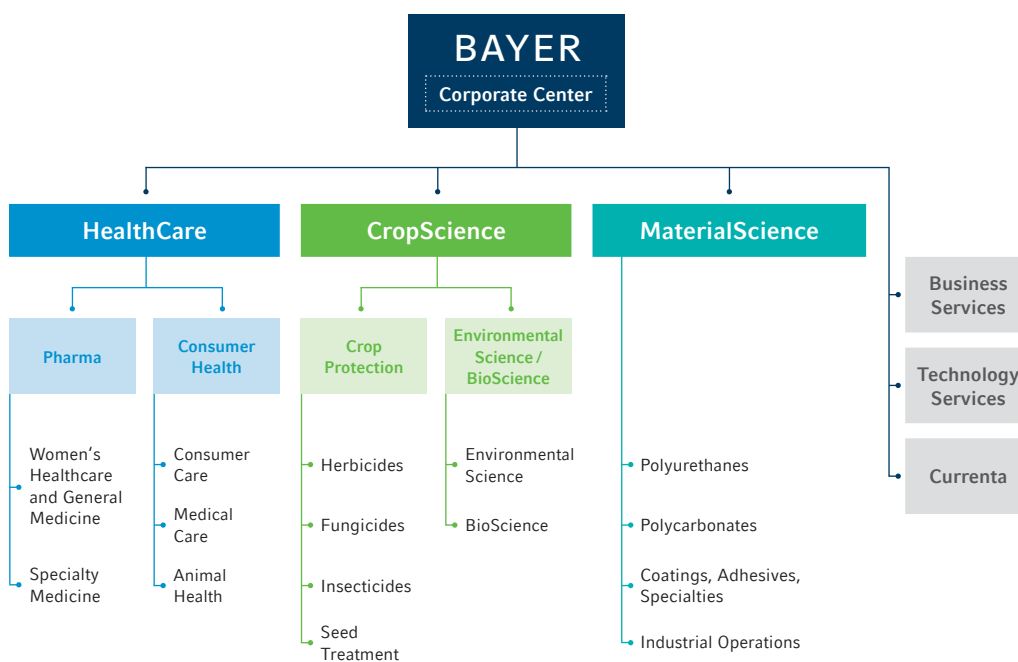 BAYER
Corporate Center
HealthCare
CropScience
MaterialScience
Business
Services
Technology
Services
Currenta
Pharma
Consumer
Health
Crop
Protection
Environmental
Science /
BioScience
Women's
Healthcare
and General
Medicine
Specialty
Medicine
Consumer
Care
Medical
Care
Animal
Health
Herbicides
Fungicides
Insecticides
Seed
Treatment
Environmental
Science
BioScience
Polyurethanes
Polycarbonates
Coatings, Adhesives,
Specialties
Industrial Operations